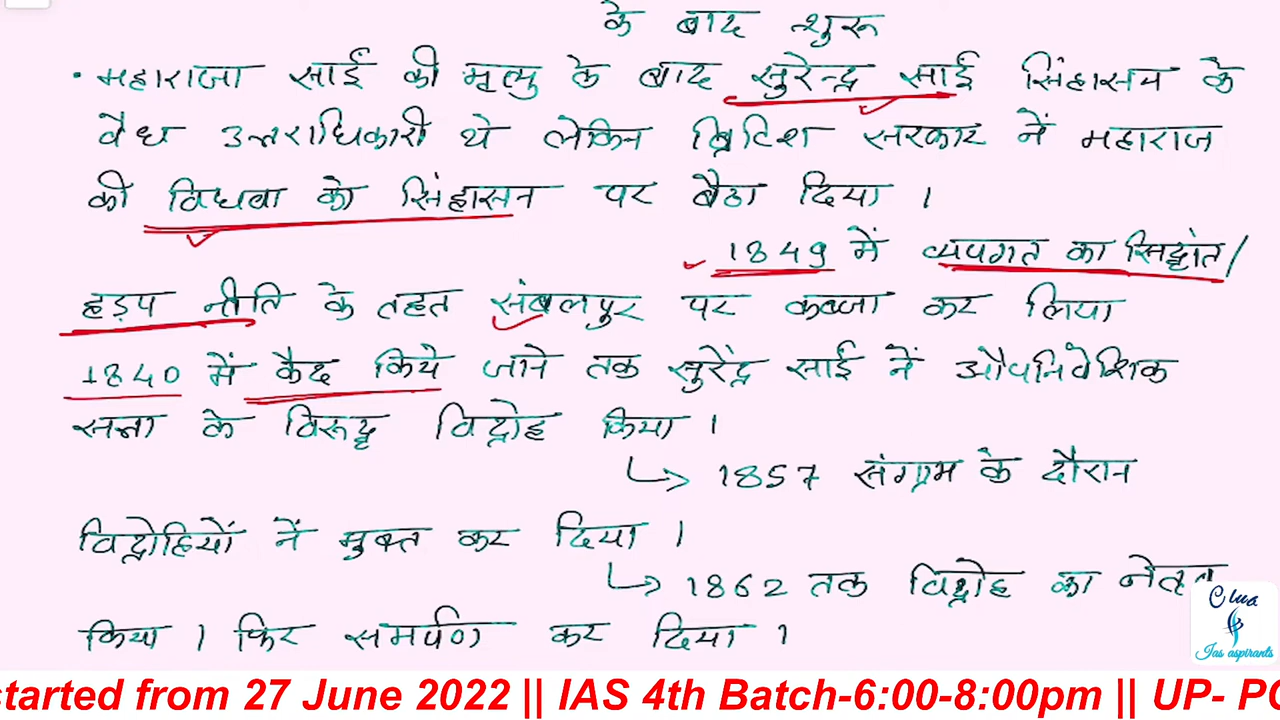 के बाद शुरू
• महाराजा साई की मृत्यु के बाद सुरेन्द्र साई सिंहासन के
वैध उत्तराधिकारी थे लेकिन ब्रिटिश सरकार नें महाराज
की विधवा को सिंहासन पर बैठा दिया ।
1849 में व्यपगत का सिद्धांत/
हड़प नीति के तहत संबलपुर पर कब्जा कर लिया
1840 में कैद किये जाने तक सुरेंद्र साई नें औपनिवेशिक
सत्ता के विरुद्ध विद्रोह किया ।
↳ 1857 संग्राम के दौरान
विद्रोहियों नें मुक्त कर दिया ।
↳ 1862 तक विद्रोह का नेतृत्व
किया । फिर समर्पण कर दिया ।
Clue
Ias aspirants
started from 27 June 2022 || IAS 4th Batch-6:00-8:00pm || UP- PC